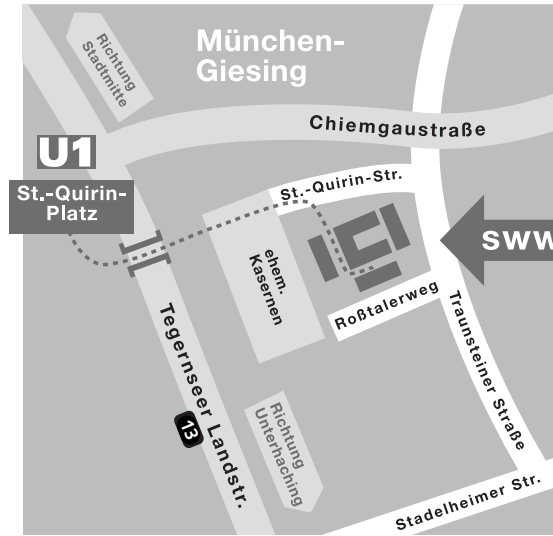 Richtung
Stadtmitte
München-
Giesing
Chiemgaustraße
U1
St.-Quirin-
Platz
St.-Quirin-Str.
SWW
ehem.
Kasernen
Roßtalerweg
Traunsteiner Straße
Tegernseer Landstr.
13
Richtung
Unterhaching
Stadelheimer Str.